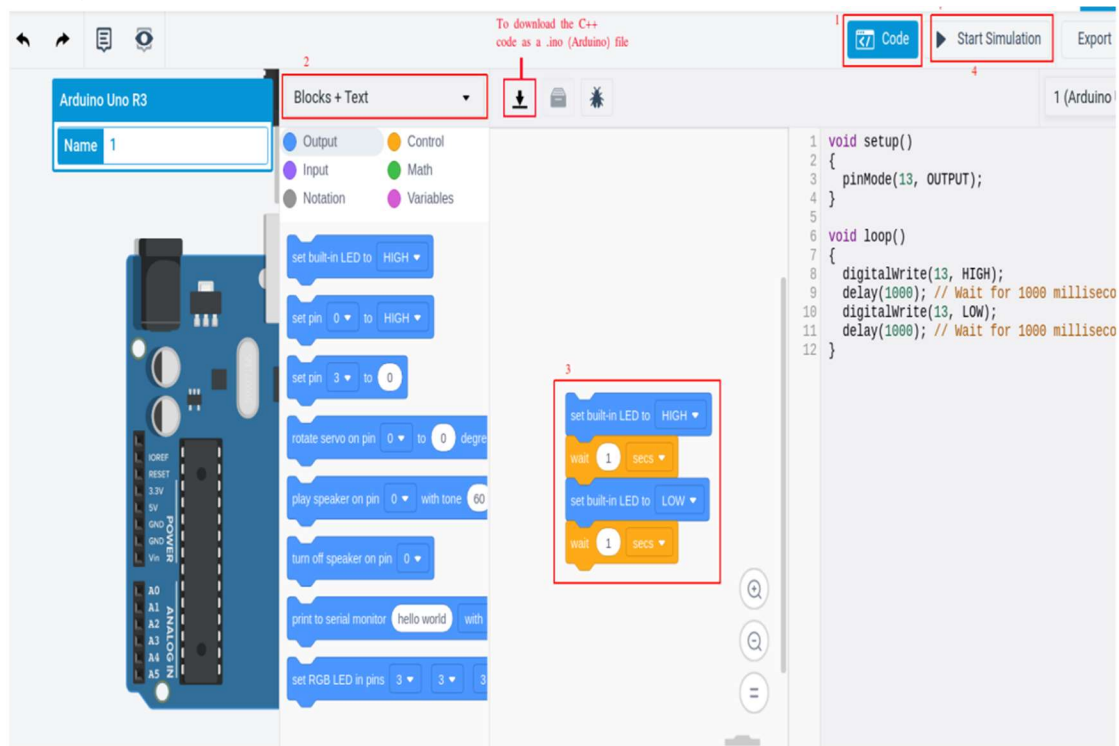 To download the C++
code as a .ino (Arduino) file
1
Code
Start Simulation
Export
4
2
Arduino Uno R3
Name 1
Blocks + Text
1 (Arduino
Output
Control
Input
Math
Notation
Variables
set built-in LED to HIGH
set pin 0 to HIGH
set pin 3 to 0
rotate servo on pin 0 to 0 degre
play speaker on pin 0 with tone 60
turn off speaker on pin 0
print to serial monitor hello world with
set RGB LED in pins 3 3 3
3
set built-in LED to HIGH
wait 1 secs
set built-in LED to LOW
wait 1 secs
1 void setup()
2 {
3 pinMode(13, OUTPUT);
4 }
5
6 void loop()
7 {
8 digitalWrite(13, HIGH);
9 delay(1000); // Wait for 1000 milliseco
10 digitalWrite(13, LOW);
11 delay(1000); // Wait for 1000 milliseco
12 }
IOREF
RESET
3.3V
5V
GND
GND
Vin
POWER
A0
A1
A2
A3
A4
A5
ANALOG IN